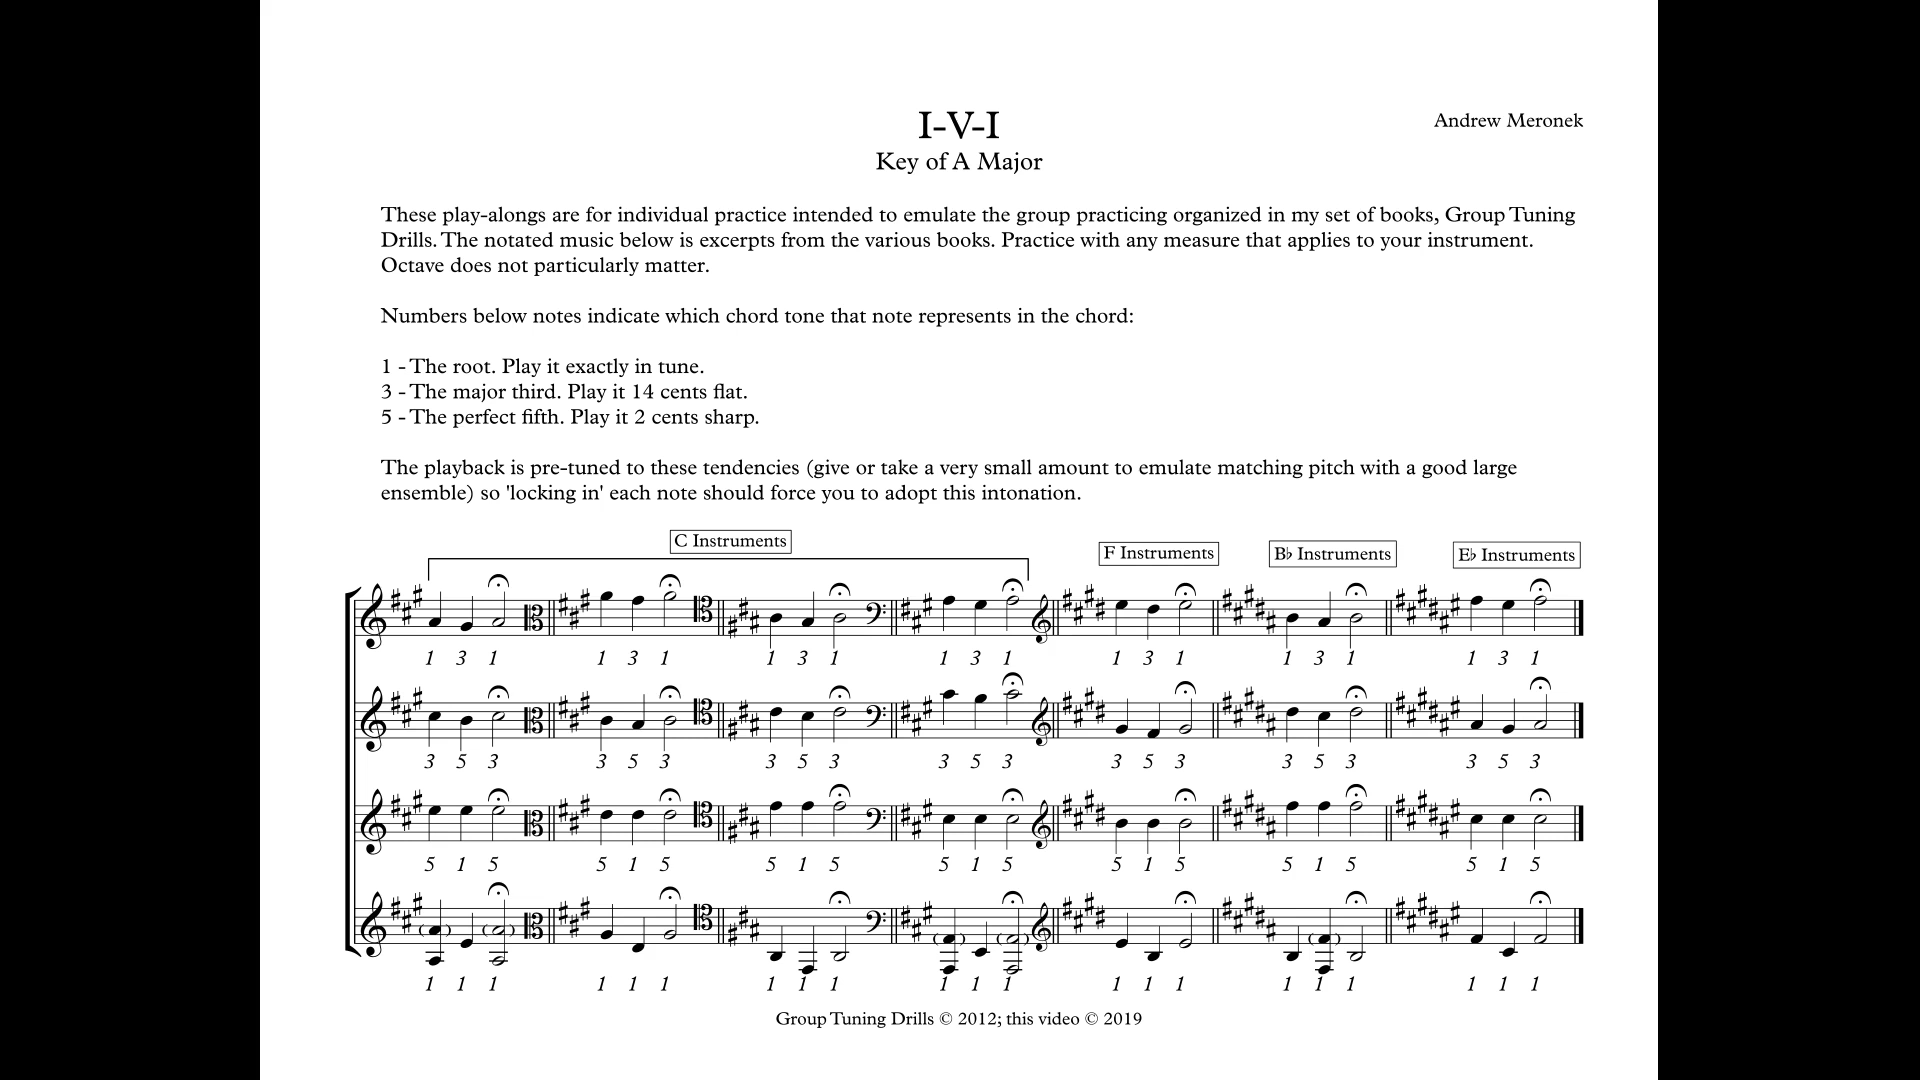 I-V-I
Andrew Meronek
Key of A Major
These play-alongs are for individual practice intended to emulate the group practicing organized in my set of books, Group Tuning
Drills. The notated music below is excerpts from the various books. Practice with any measure that applies to your instrument.
Octave does not particularly matter.
Numbers below notes indicate which chord tone that note represents in the chord:
1 - The root. Play it exactly in tune.
3 - The major third. Play it 14 cents flat.
5 - The perfect fifth. Play it 2 cents sharp.
The playback is pre-tuned to these tendencies (give or take a very small amount to emulate matching pitch with a good large
ensemble) so 'locking in' each note should force you to adopt this intonation.
C Instruments F Instruments B♭ Instruments E♭ Instruments
1 3 1 1 3 1 1 3 1 1 3 1 1 3 1 1 3 1 1 3 1
3 5 3 3 5 3 3 5 3 3 5 3 3 5 3 3 5 3 3 5 3
5 1 5 5 1 5 5 1 5 5 1 5 5 1 5 5 1 5 5 1 5
1 1 1 1 1 1 1 1 1 1 1 1 1 1 1 1 1 1 1 1 1
Group Tuning Drills © 2012; this video © 2019